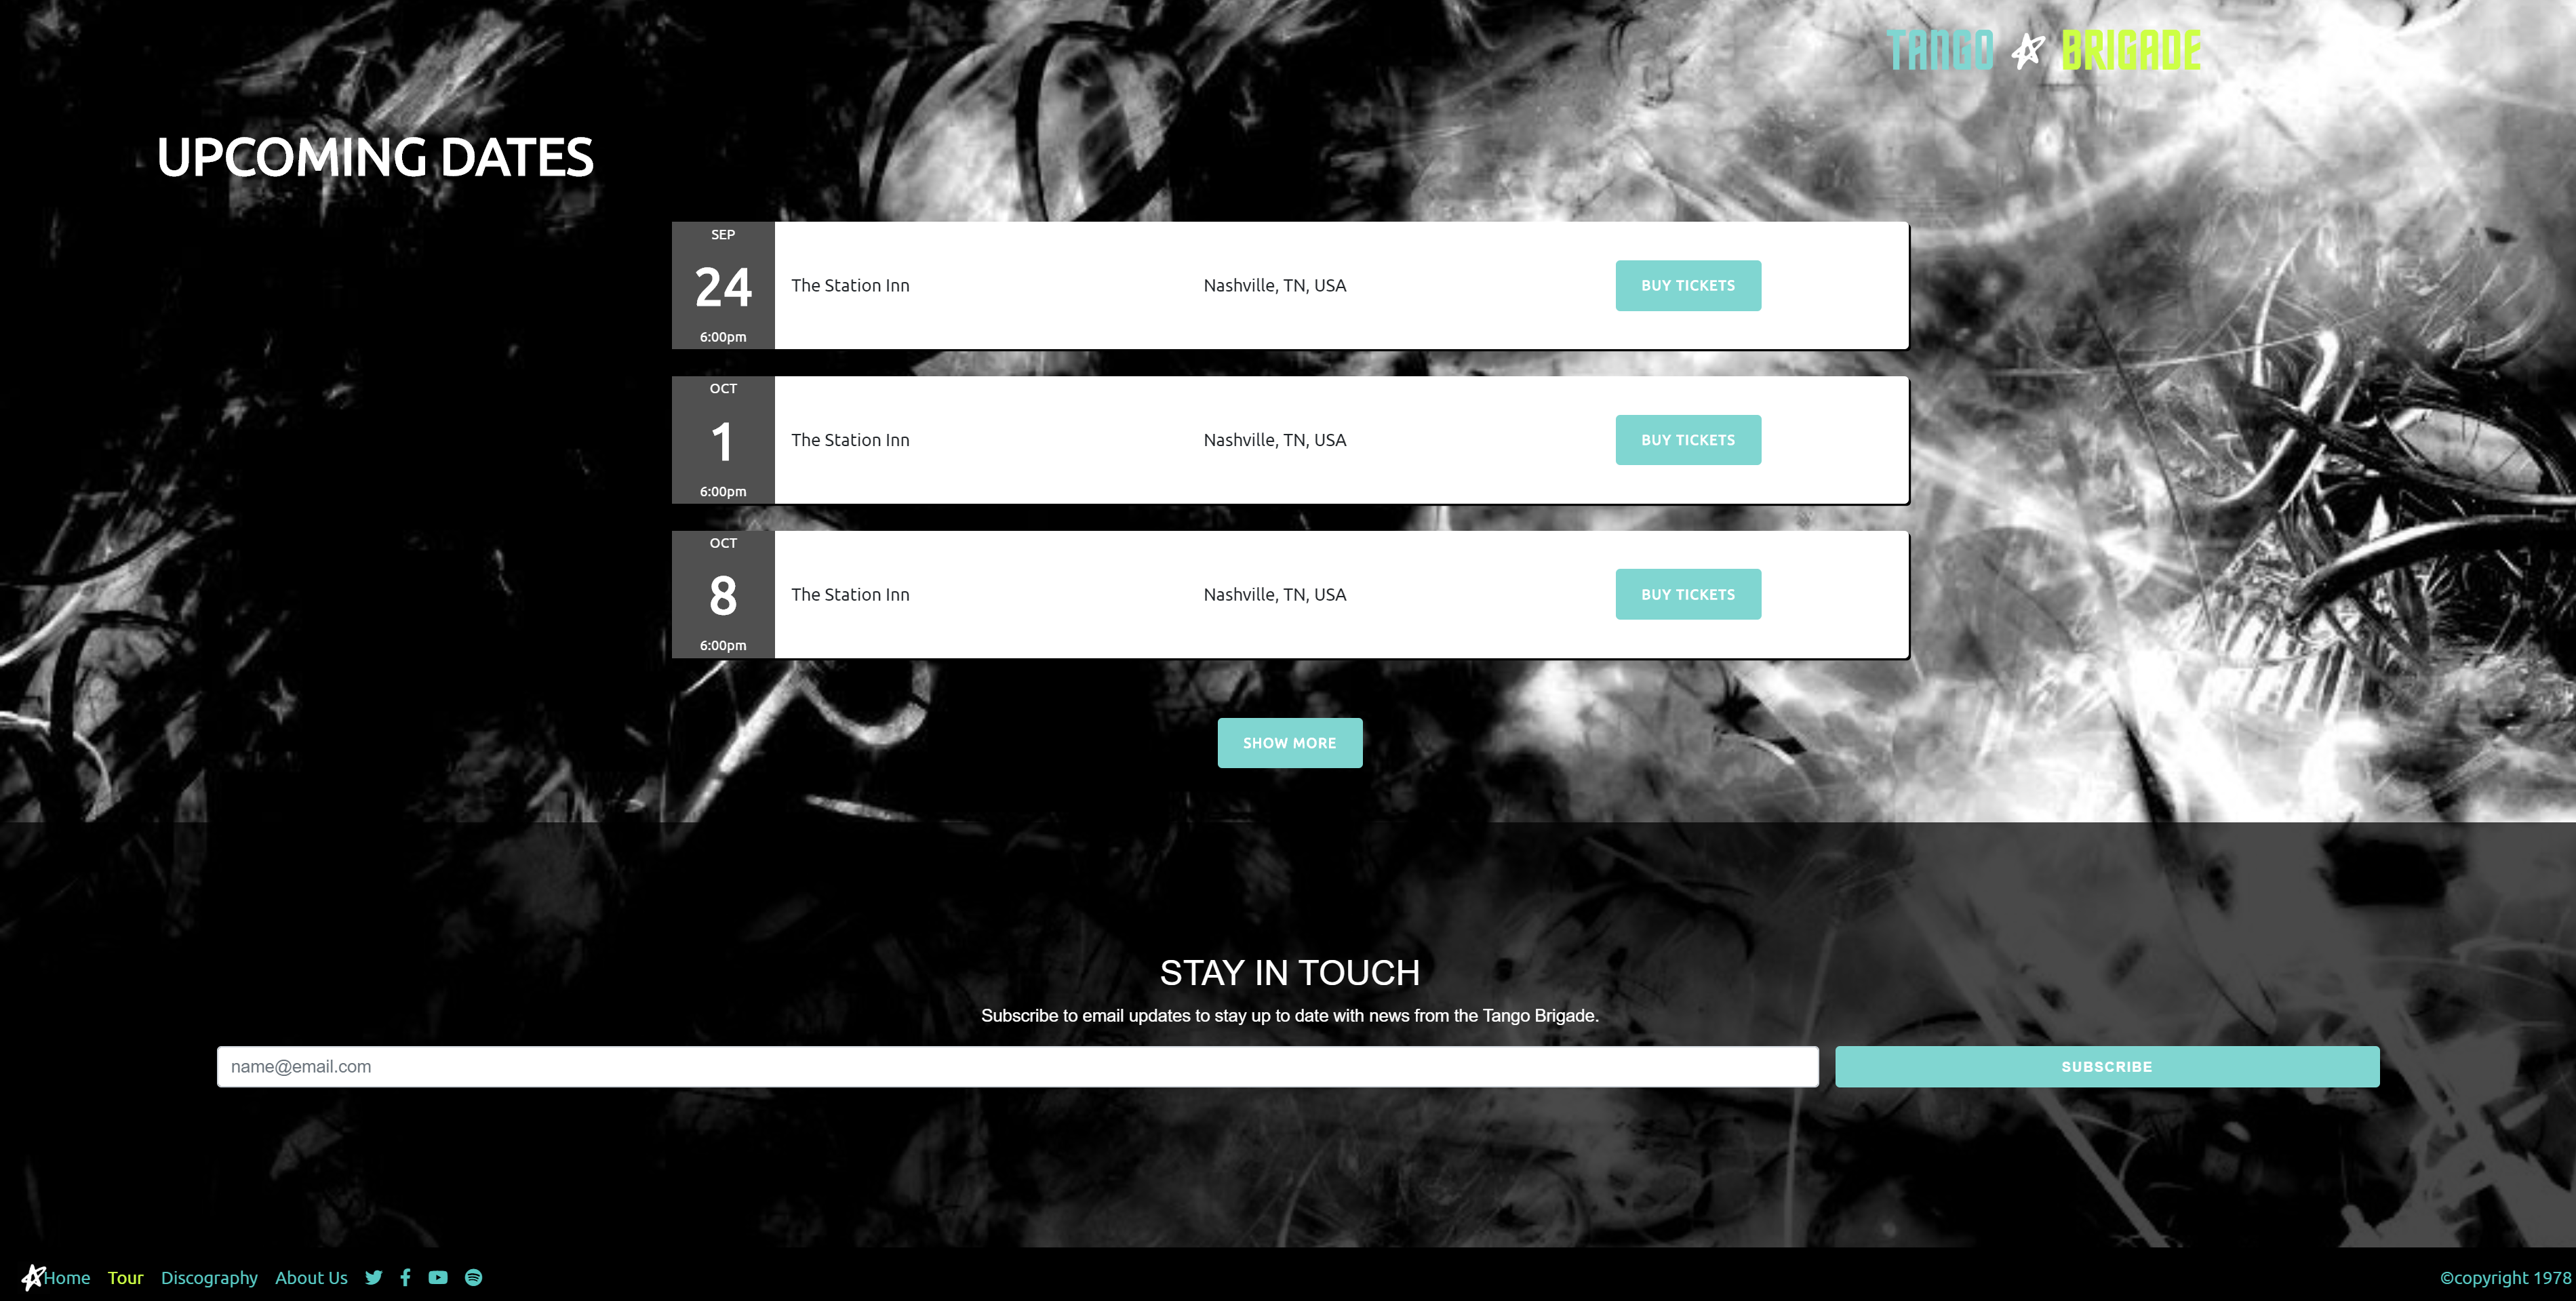 TANGO BRIGADE
UPCOMING DATES
SEP
24
6:00pm
The Station Inn
Nashville, TN, USA
BUY TICKETS
OCT
1
6:00pm
The Station Inn
Nashville, TN, USA
BUY TICKETS
OCT
8
6:00pm
The Station Inn
Nashville, TN, USA
BUY TICKETS
SHOW MORE
STAY IN TOUCH
Subscribe to email updates to stay up to date with news from the Tango Brigade.
name@email.com
SUBSCRIBE
Home Tour Discography About Us
©copyright 1978